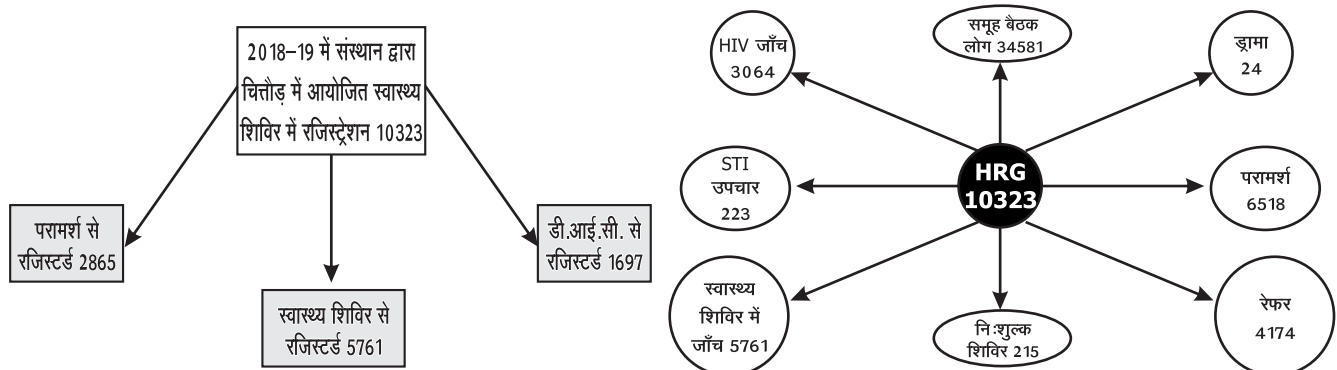 2018-19 में संस्थान द्वारा
चित्तौड़ में आयोजित स्वास्थ्य
शिविर में रजिस्ट्रेशन 10323
परामर्श से
रजिस्टर्ड 2865
स्वास्थ्य शिविर से
रजिस्टर्ड 5761
डी.आई.सी. से
रजिस्टर्ड 1697
HIV जाँच
3064
समूह बैठक
लोग 34581
ड्रामा
24
STI
उपचार
223
HRG
10323
परामर्श
6518
स्वास्थ्य
शिविर में
जाँच 5761
नि:शुल्क
शिविर 215
रेफर
4174